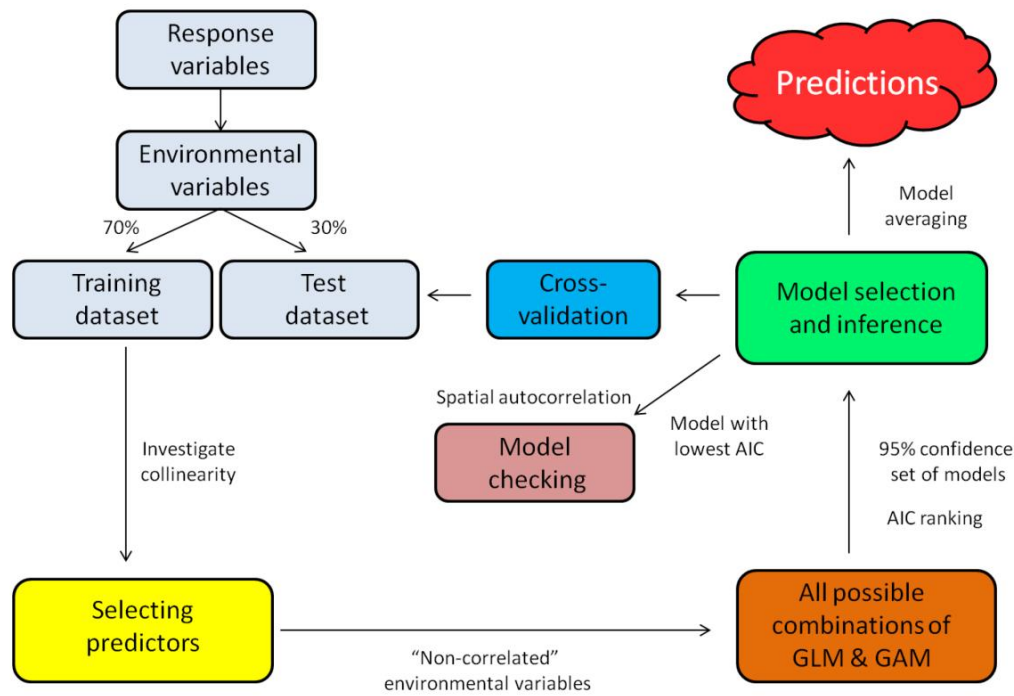 Response
variables
Predictions
Environmental
variables
70%
30%
Model
averaging
Training
dataset
Test
dataset
Cross-
validation
Model selection
and inference
Spatial autocorrelation
Model with
lowest AIC
Model
checking
Investigate
collinearity
95% confidence
set of models
AIC ranking
Selecting
predictors
“Non-correlated”
environmental variables
All possible
combinations of
GLM & GAM